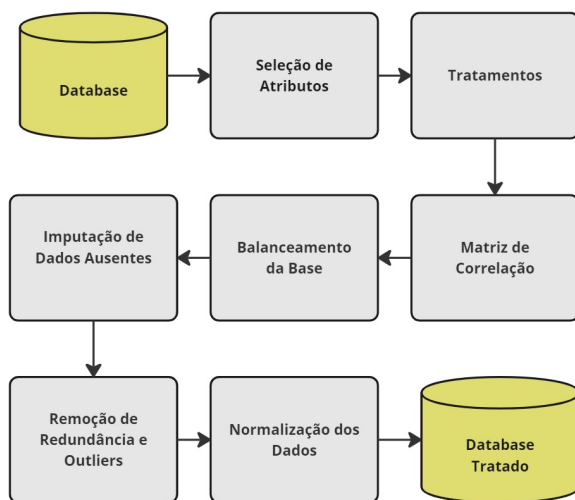 Database
Seleção de
Atributos
Tratamentos
Matriz de
Correlação
Balanceamento
da Base
Imputação de
Dados Ausentes
Remoção de
Redundância e
Outliers
Normalização dos
Dados
Database
Tratado